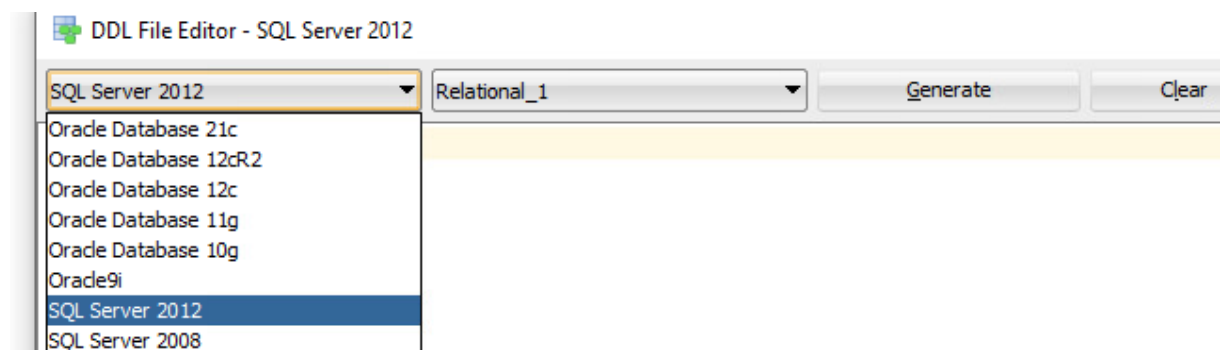 DDL File Editor - SQL Server 2012
SQL Server 2012 Relational_1 Generate Clear
Oracle Database 21c
Oracle Database 12cR2
Oracle Database 12c
Oracle Database 11g
Oracle Database 10g
Oracle9i
SQL Server 2012
SQL Server 2008